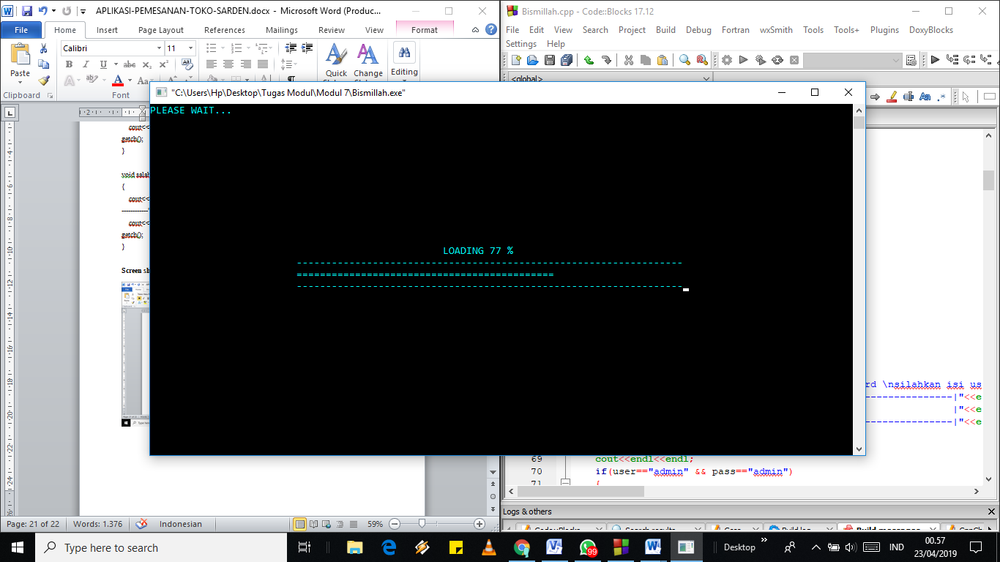 APLIKASI-PEMESANAN-TOKO-SARDEN.docx - Microsoft Word (Produc...
File Home Insert Page Layout References Mailings Review View Format
Calibri 11
Paste
Quick Styles
Change
Editing
Clipboard Font
Bismillah.cpp - Code::Blocks 17.12
File Edit View Search Project Build Debug Fortran wxSmith Tools Tools+ Plugins DoxyBlocks
Settings Help
<global>
"C:\Users\Hp\Desktop\Tugas Modul\Modul 7\Bismillah.exe"
PLEASE WAIT...
LOADING 77 %
-----------------------------------------------------------------
============================================
-----------------------------------------------------------------
cout<<
getch();
}
void salah
{
cout<<
------------"
cout<<
getch();
}
Screen sh
rd \nsilahkan isi us
---------------|"<<e
|"<<e
---------------|"<<e
69 cout<<endl<<endl;
70 if(user=="admin" && pass=="admin")
71 {
Logs & others
Code::Blocks Search results Cccc Build log Build messages CppCh
Page: 21 of 22 Words: 1.376 Indonesian 59%
Type here to search
99
Desktop
IND
00.57
23/04/2019